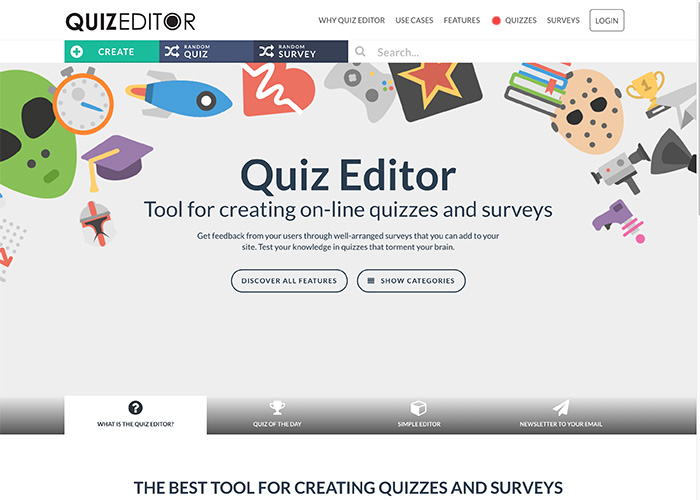 QUIZEDITOR
WHY QUIZ EDITOR USE CASES FEATURES QUIZZES SURVEYS LOGIN
CREATE
RANDOM
QUIZ
RANDOM
SURVEY
Search...
1
Quiz Editor
Tool for creating on-line quizzes and surveys
Get feedback from your users through well-arranged surveys that you can add to your
site. Test your knowledge in quizzes that torment your brain.
DISCOVER ALL FEATURES SHOW CATEGORIES
WHAT IS THE QUIZ EDITOR? QUIZ OF THE DAY SIMPLE EDITOR NEWSLETTER TO YOUR EMAIL
THE BEST TOOL FOR CREATING QUIZZES AND SURVEYS